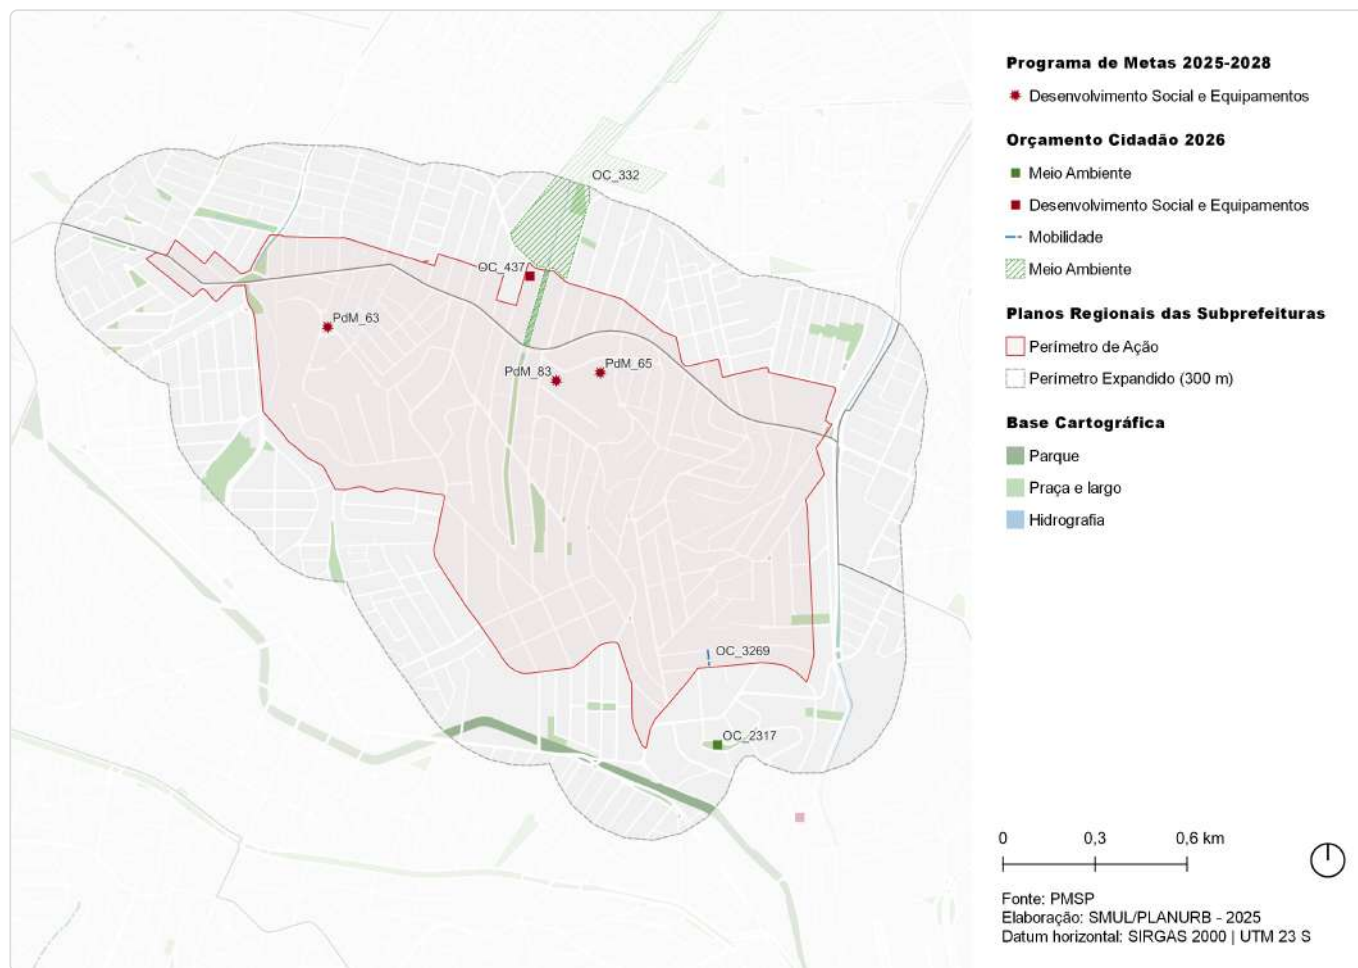 Programa de Metas 2025-2028
Desenvolvimento Social e Equipamentos
Orçamento Cidadão 2026
Meio Ambiente
Desenvolvimento Social e Equipamentos
Mobilidade
Meio Ambiente
Planos Regionais das Subprefeituras
Perímetro de Ação
Perímetro Expandido (300 m)
Base Cartográfica
Parque
Praça e largo
Hidrografia
OC_332
OC_437
PdM_63
PdM_83
PdM_65
OC_3269
OC_2317
0 0,3 0,6 km
Fonte: PMSP
Elaboração: SMUL/PLANURB - 2025
Datum horizontal: SIRGAS 2000 | UTM 23 S